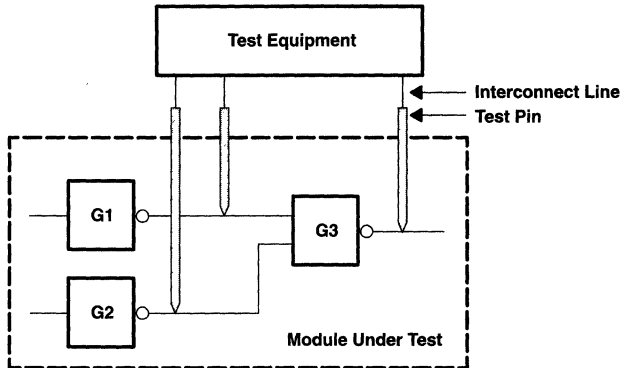 Test Equipment
Interconnect Line
Test Pin
G1
G3
G2
Module Under Test